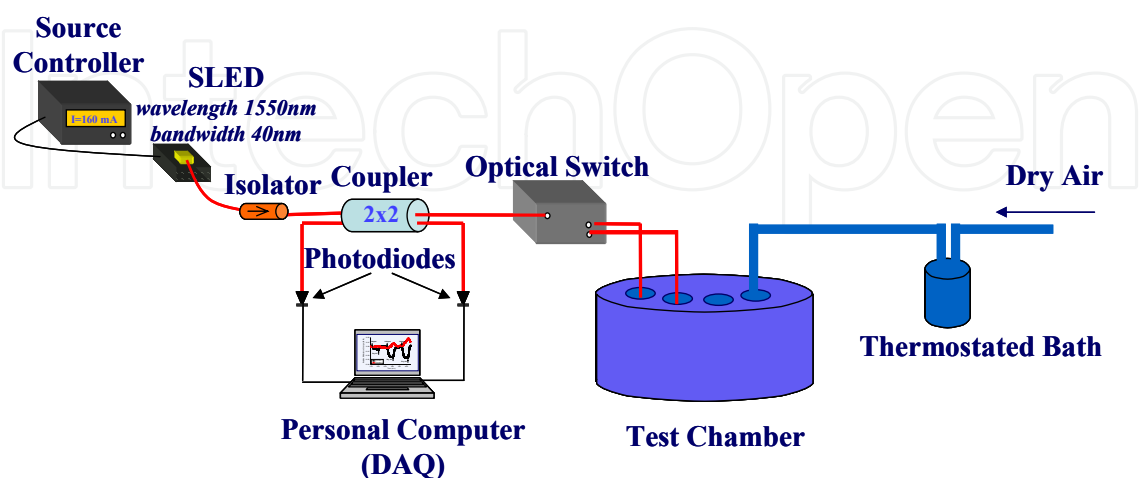 Source
Controller
I=160 mA
SLED
wavelength 1550nm
bandwidth 40nm
Isolator
Coupler
2x2
Optical Switch
Dry Air
Photodiodes
Thermostated Bath
Personal Computer
(DAQ)
Test Chamber
IntechOpen